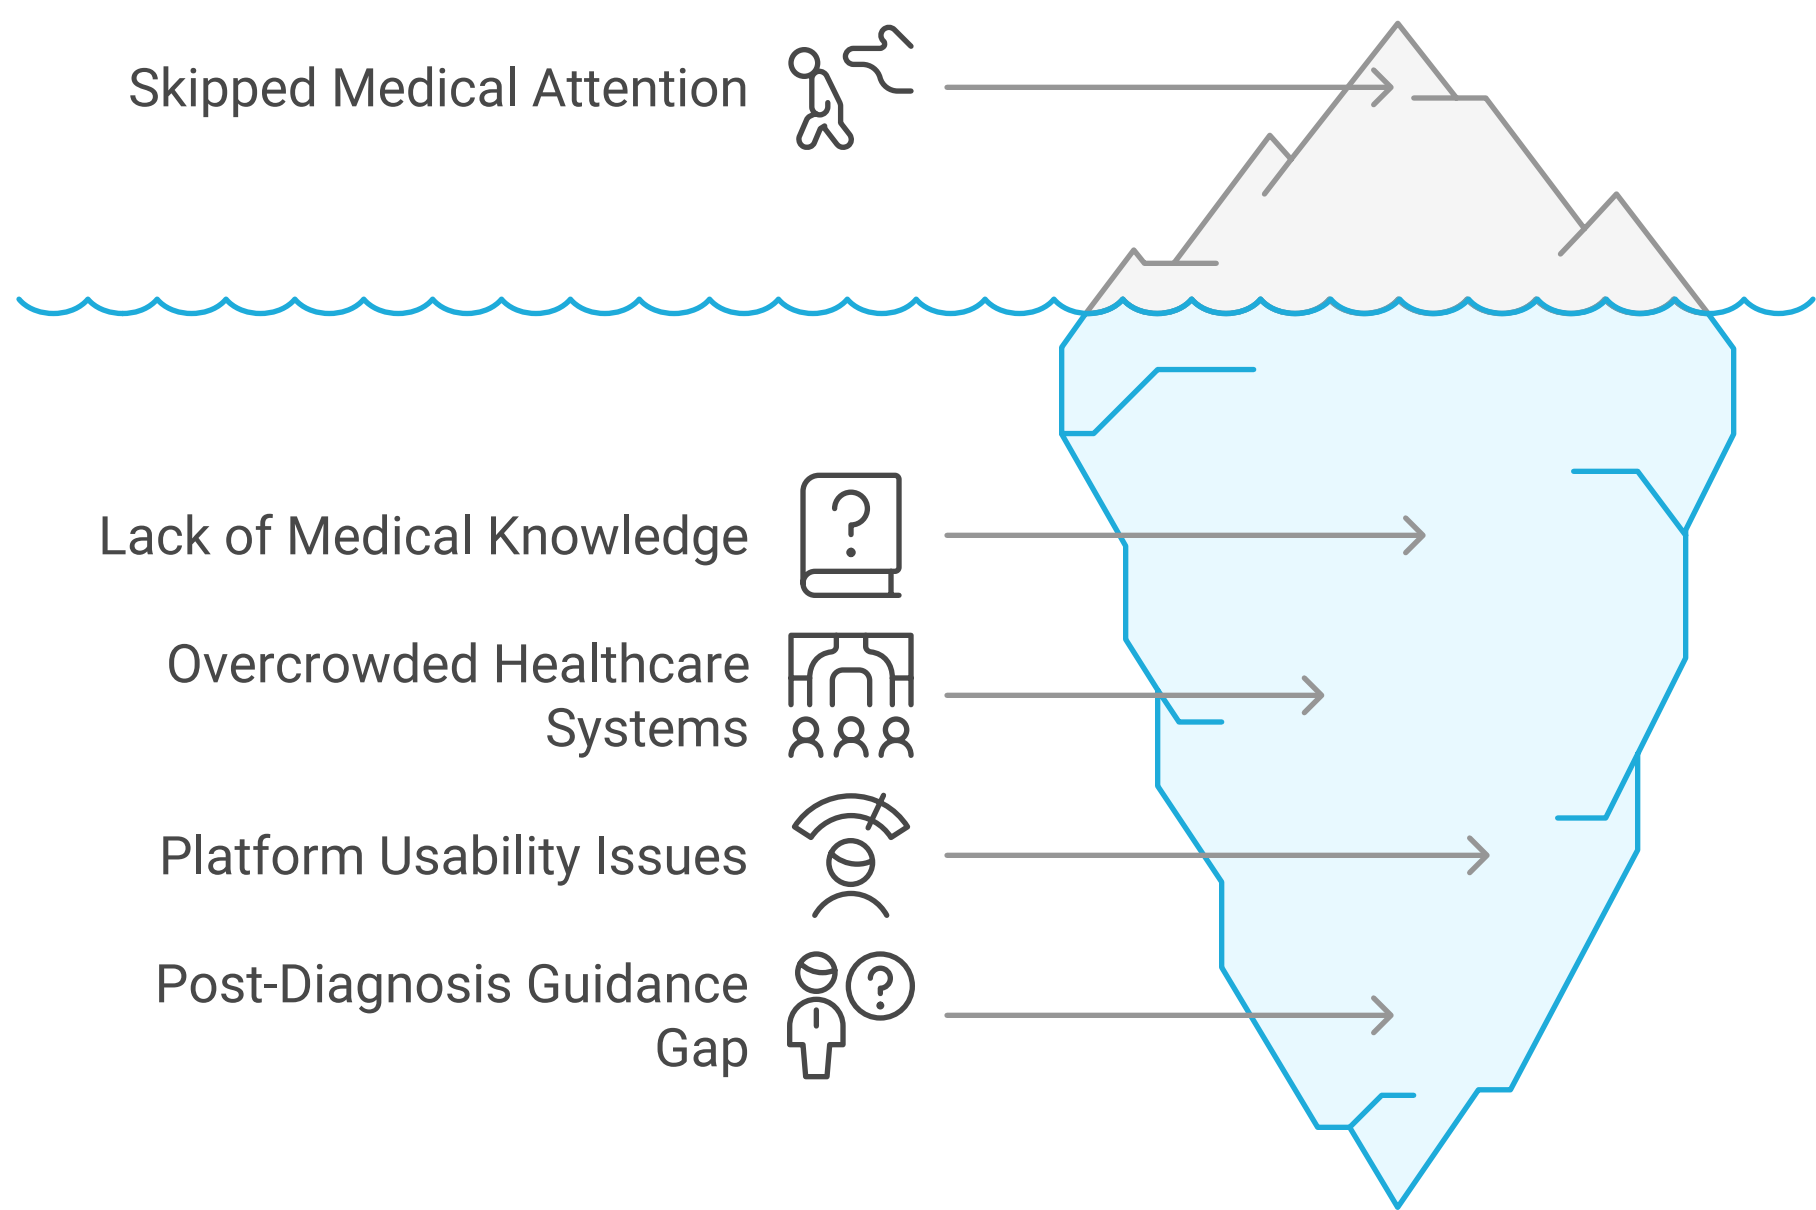 Skipped Medical Attention
Lack of Medical Knowledge
?
Overcrowded Healthcare
Systems
Platform Usability Issues
Post-Diagnosis Guidance
?
Gap